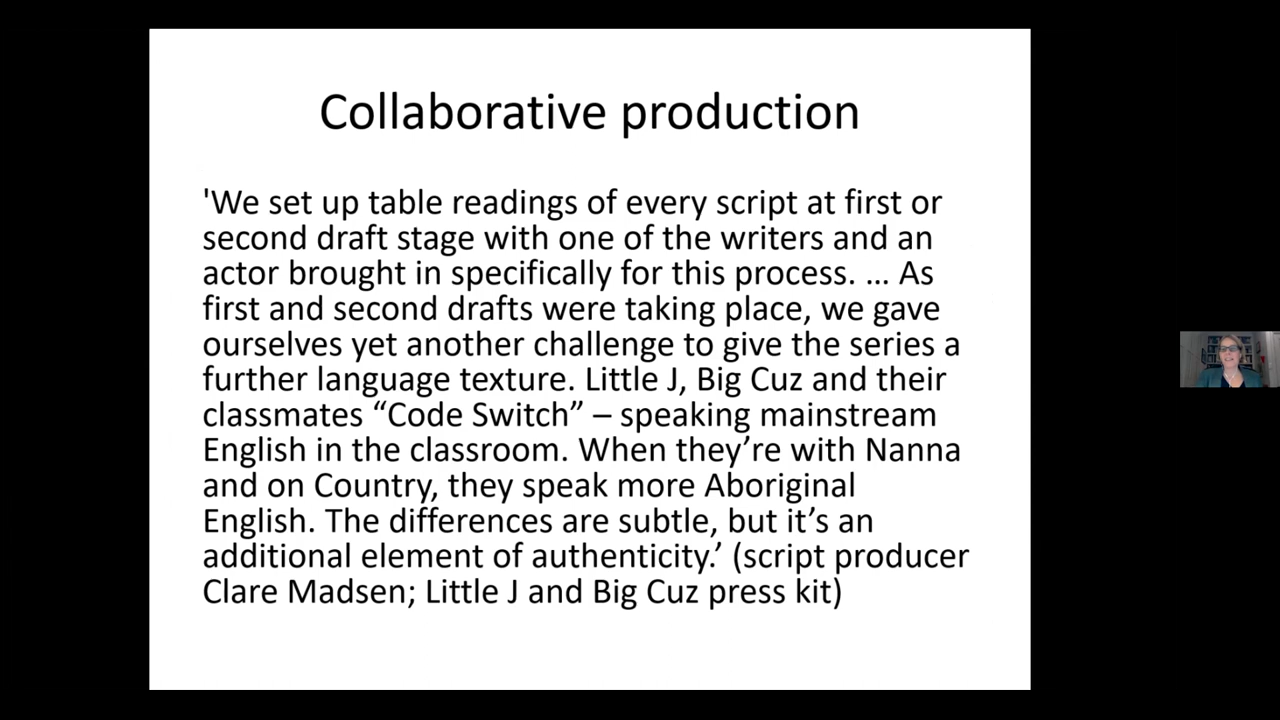 Collaborative production
'We set up table readings of every script at first or
second draft stage with one of the writers and an
actor brought in specifically for this process. … As
first and second drafts were taking place, we gave
ourselves yet another challenge to give the series a
further language texture. Little J, Big Cuz and their
classmates “Code Switch” – speaking mainstream
English in the classroom. When they’re with Nanna
and on Country, they speak more Aboriginal
English. The differences are subtle, but it’s an
additional element of authenticity.’ (script producer
Clare Madsen; Little J and Big Cuz press kit)